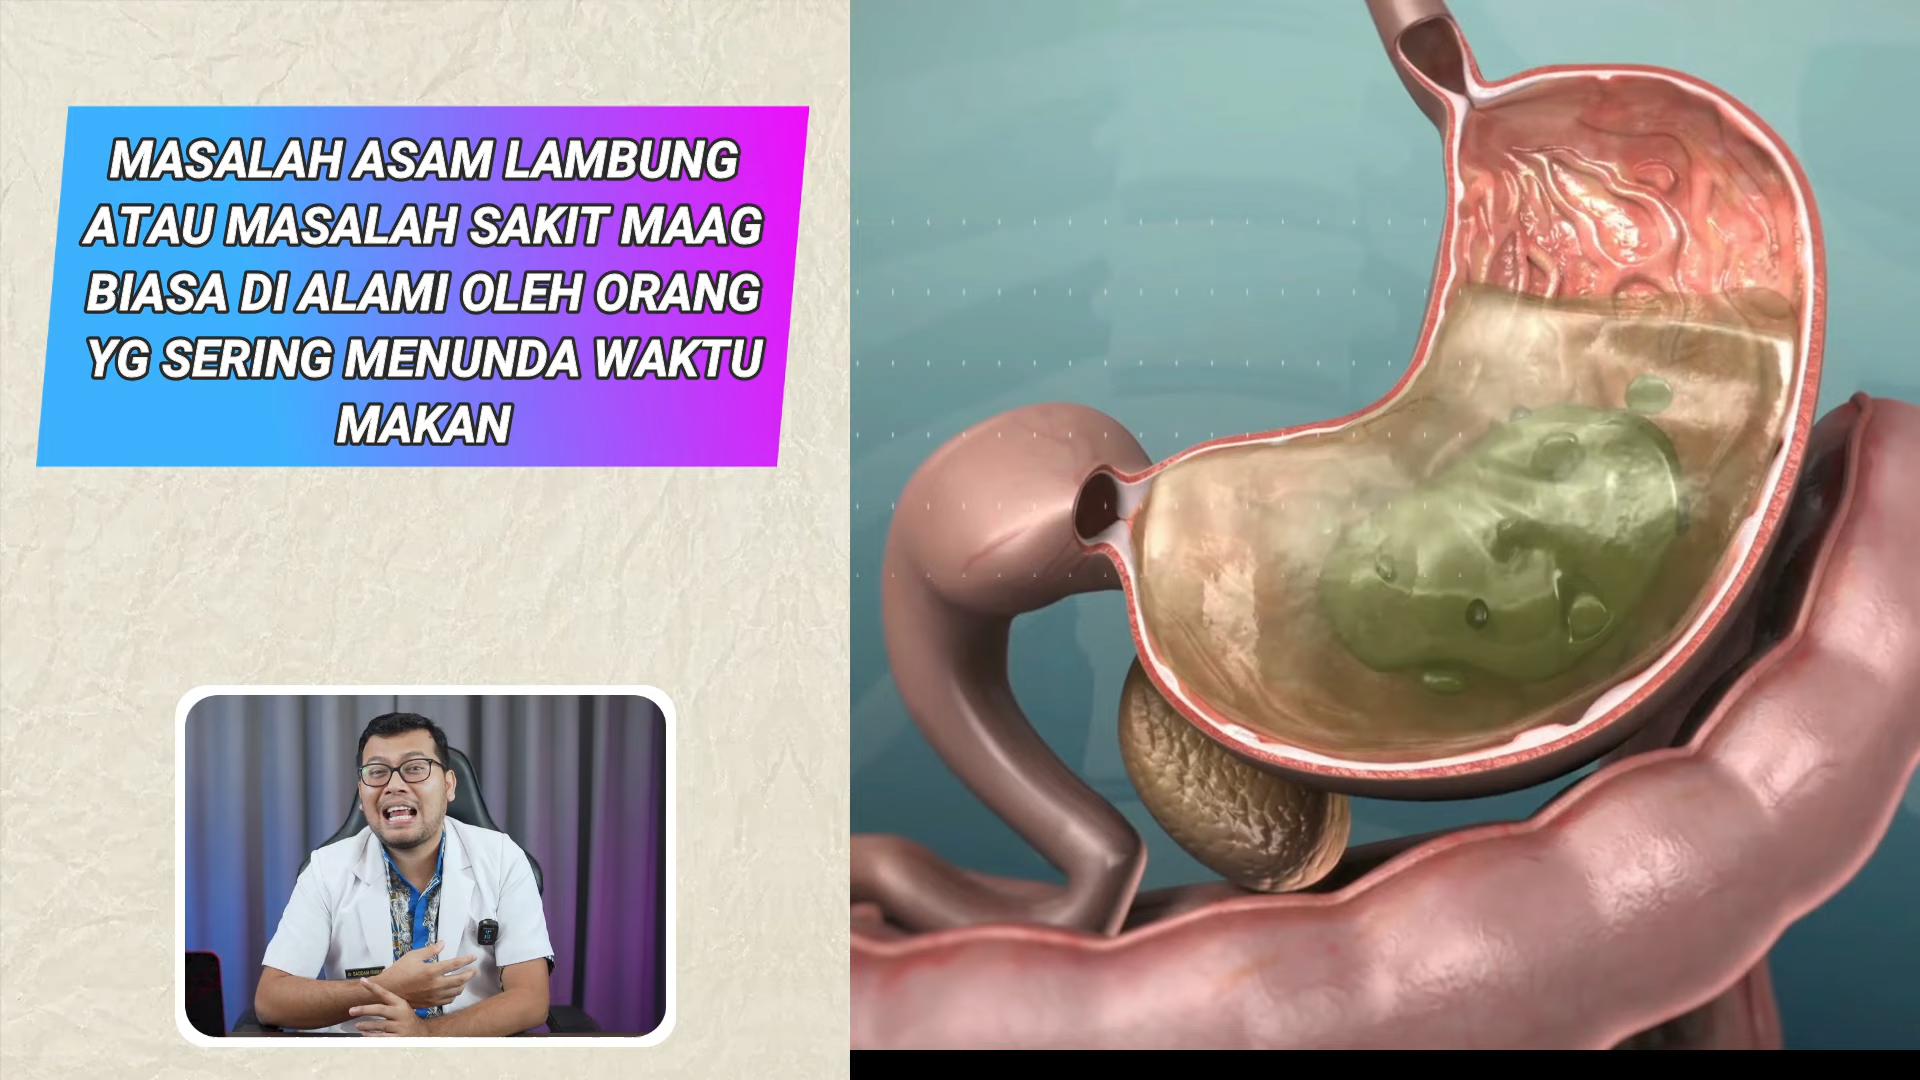 MASALAH ASAM LAMBUNG
ATAU MASALAH SAKIT MAAG
BIASA DI ALAMI OLEH ORANG
YG SERING MENUNDA WAKTU
MAKAN